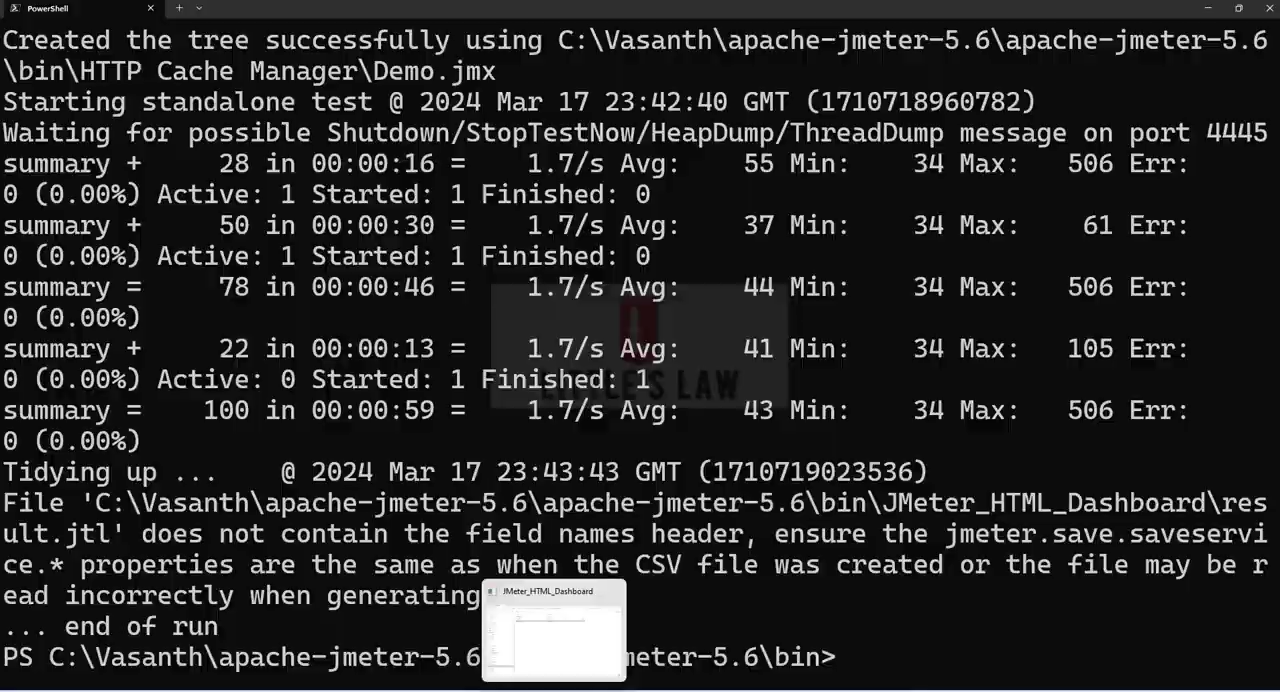 PowerShell
Created the tree successfully using C:\Vasanth\apache-jmeter-5.6\apache-jmeter-5.6
\bin\HTTP Cache Manager\Demo.jmx
Starting standalone test @ 2024 Mar 17 23:42:40 GMT (1710718960782)
Waiting for possible Shutdown/StopTestNow/HeapDump/ThreadDump message on port 4445
summary +     28 in 00:00:16 =    1.7/s Avg:    55 Min:    34 Max:   506 Err:
0 (0.00%) Active: 1 Started: 1 Finished: 0
summary +     50 in 00:00:30 =    1.7/s Avg:    37 Min:    34 Max:    61 Err:
0 (0.00%) Active: 1 Started: 1 Finished: 0
summary =     78 in 00:00:46 =    1.7/s Avg:    44 Min:    34 Max:   506 Err:
0 (0.00%)
summary +     22 in 00:00:13 =    1.7/s Avg:    41 Min:    34 Max:   105 Err:
0 (0.00%) Active: 0 Started: 1 Finished: 1
LITTLE'S LAW
summary =    100 in 00:00:59 =    1.7/s Avg:    43 Min:    34 Max:   506 Err:
0 (0.00%)
Tidying up ...    @ 2024 Mar 17 23:43:43 GMT (1710719023536)
File 'C:\Vasanth\apache-jmeter-5.6\apache-jmeter-5.6\bin\JMeter_HTML_Dashboard\res
ult.jtl' does not contain the field names header, ensure the jmeter.save.saveservi
ce.* properties are the same as when the CSV file was created or the file may be r
ead incorrectly when generating
JMeter_HTML_Dashboard
... end of run
PS C:\Vasanth\apache-jmeter-5.6 meter-5.6\bin>